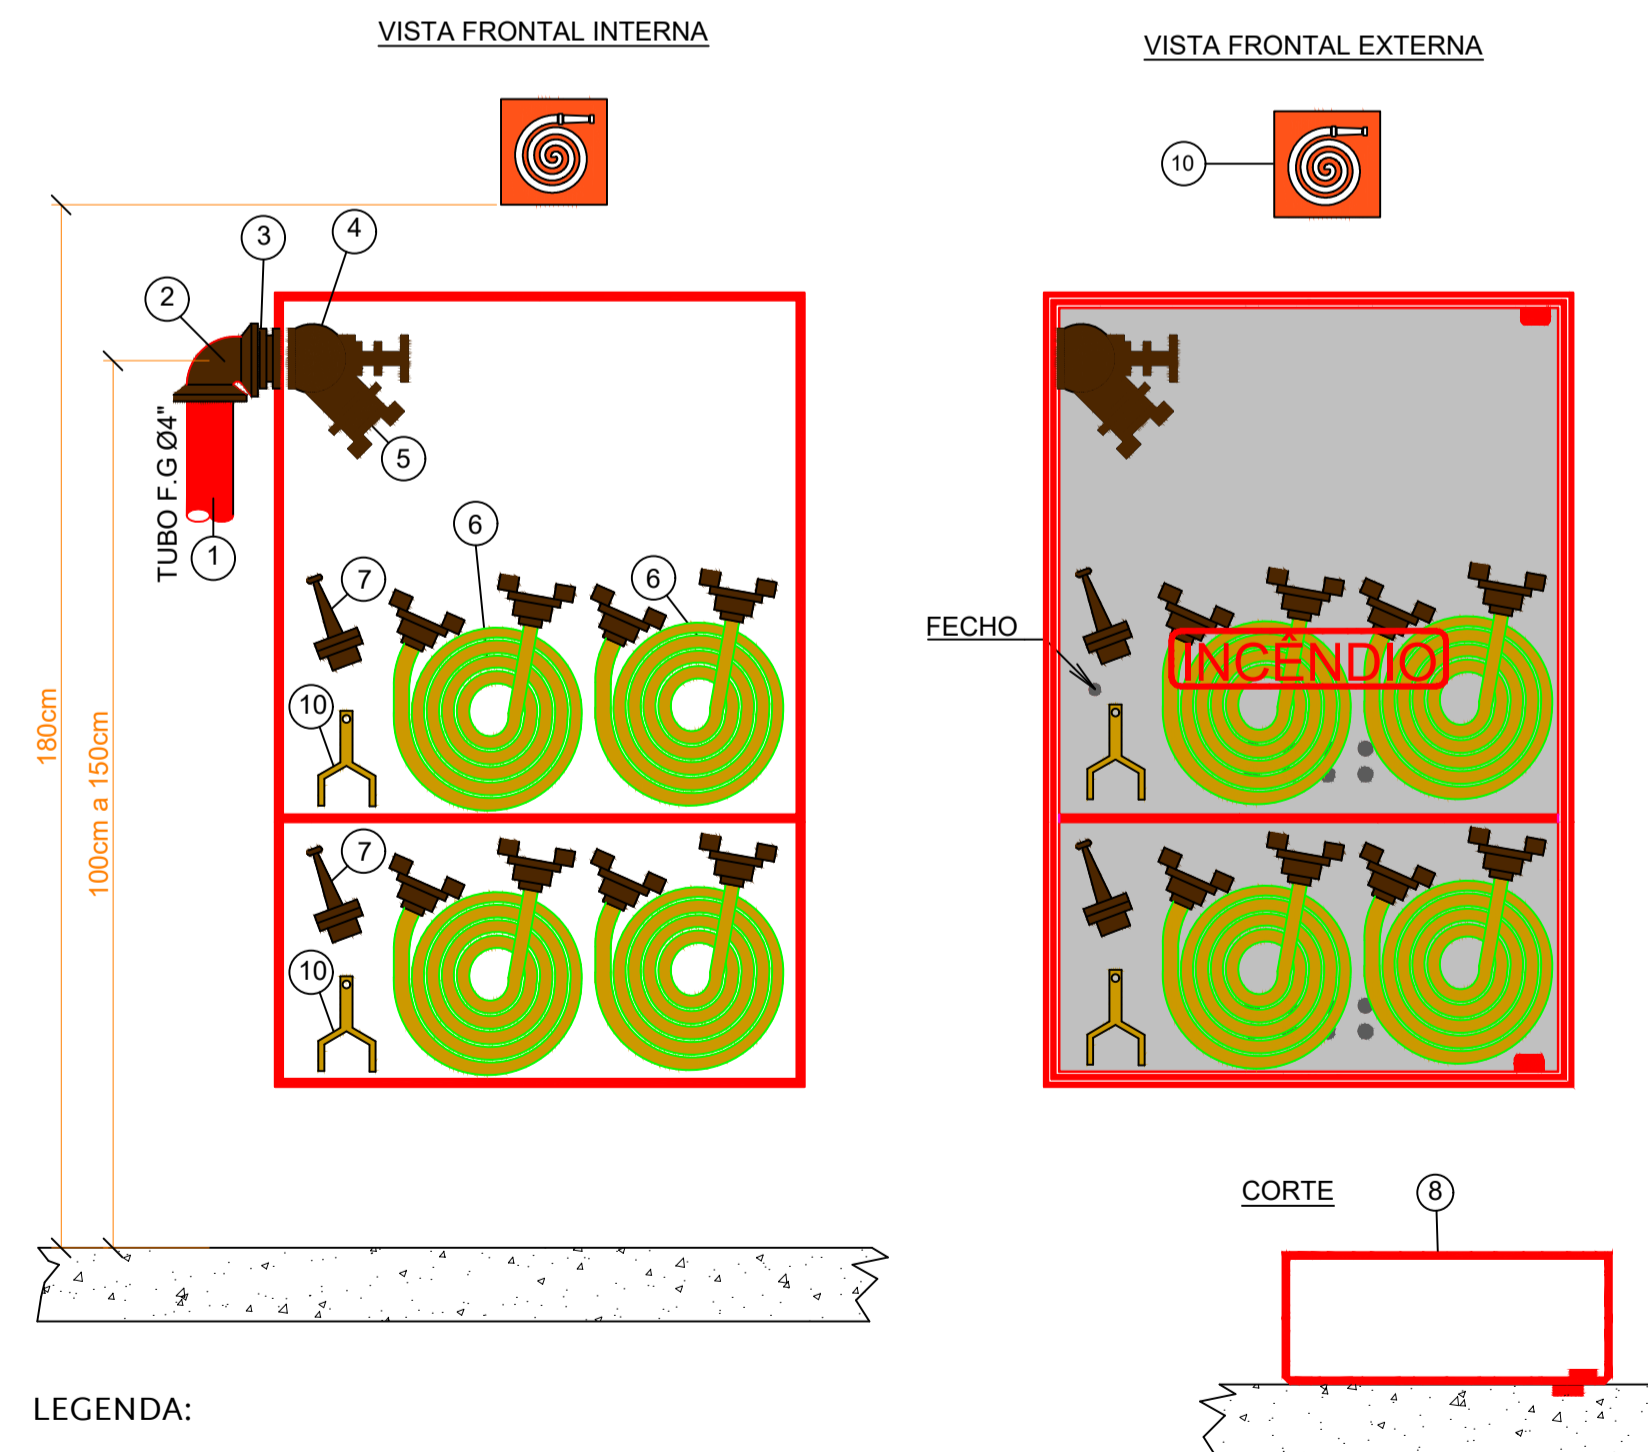 VISTA FRONTAL INTERNA
VISTA FRONTAL EXTERNA
10
3
4
2
5
TUBO F.G Ø4"
1
6
7
6
10
FECHO
INCÊNDIO
180cm
100cm a 150cm
7
10
CORTE
8
LEGENDA: